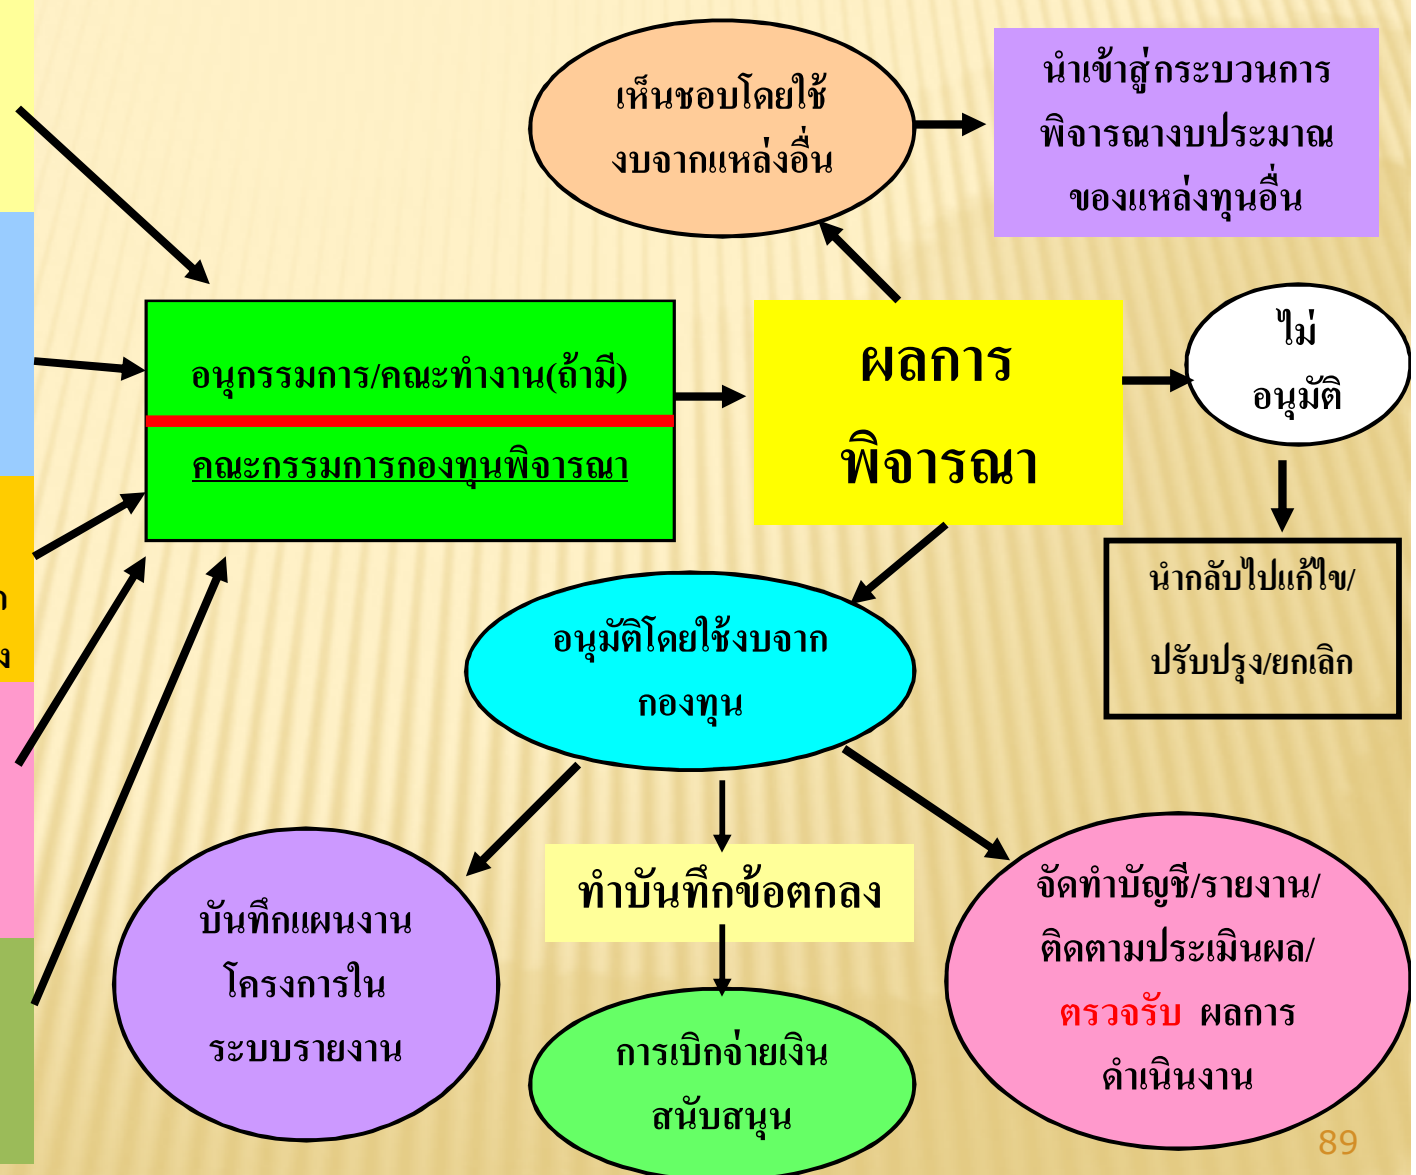 เห็นชอบโดยใช้
งบจากแหล่งอื่น
นำเข้าสู่กระบวนการ
พิจารณางบประมาณ
ของแหล่งทุนอื่น
อนุกรรมการ/คณะทำงาน(ถ้ามี)
คณะกรรมการกองทุนพิจารณา
ผลการ
พิจารณา
ไม่
อนุมัติ
นำกลับไปแก้ไข/
ปรับปรุง/ยกเลิก
อนุมัติโดยใช้งบจาก
กองทุน
บันทึกแผนงาน
โครงการใน
ระบบรายงาน
ทำบันทึกข้อตกลง
การเบิกจ่ายเงิน
สนับสนุน
จัดทำบัญชี/รายงาน/
ติดตามประเมินผล/
ตรวจรับ ผลการ
ดำเนินงาน
89